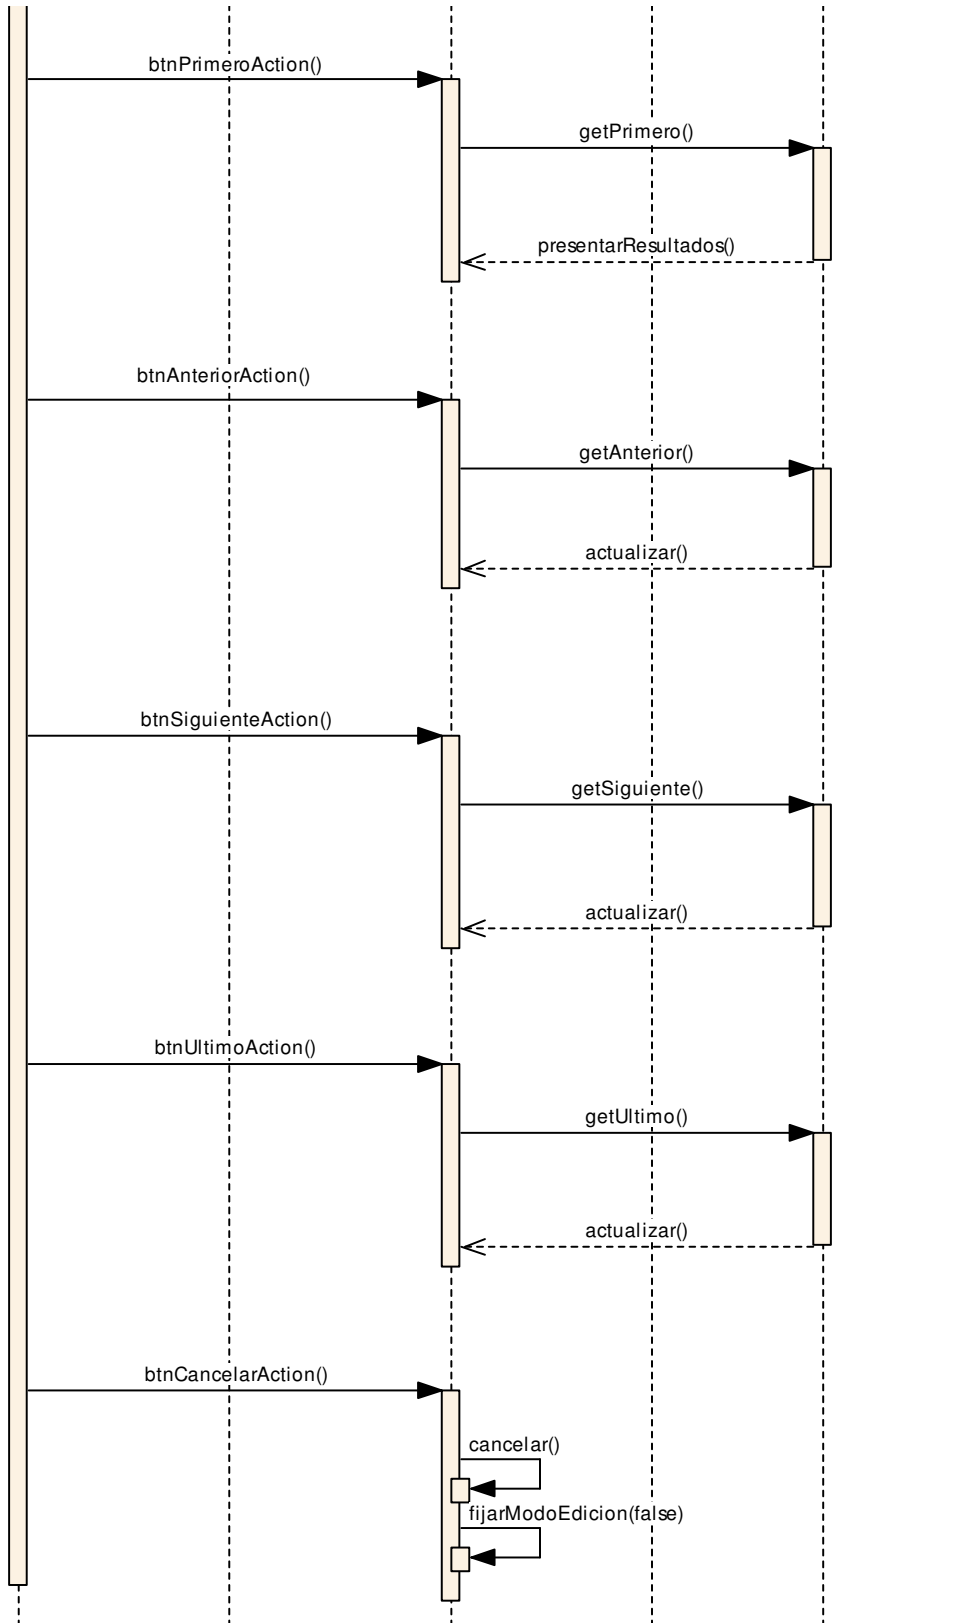 btnPrimeroAction()
getPrimero()
presentarResultados()
btnAnteriorAction()
getAnterior()
actualizar()
btnSiguienteAction()
getSiguiente()
actualizar()
btnUltimoAction()
getUltimo()
actualizar()
btnCancelarAction()
cancelar()
fijarModoEdicion(false)